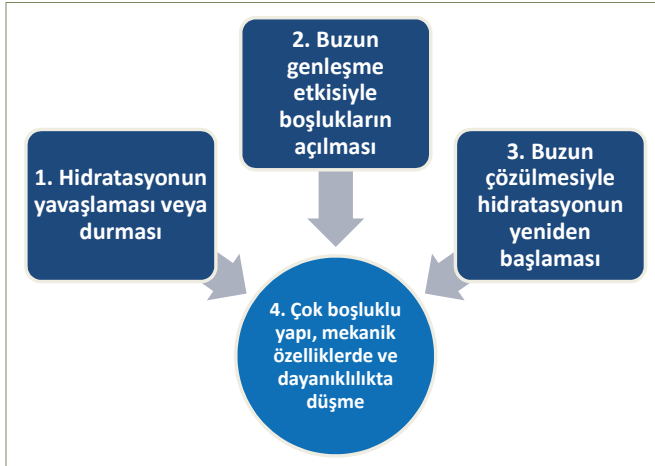 1. Hidratasyonun
yavaşlaması veya
durması
2. Buzun
genleşme
etkisiyle
boşlukların
açılması
3. Buzun
çözülmesiyle
hidratasyonun
yeniden
başlaması
4. Çok boşluklu
yapı, mekanik
özelliklerde ve
dayanıklılıkta
düşme